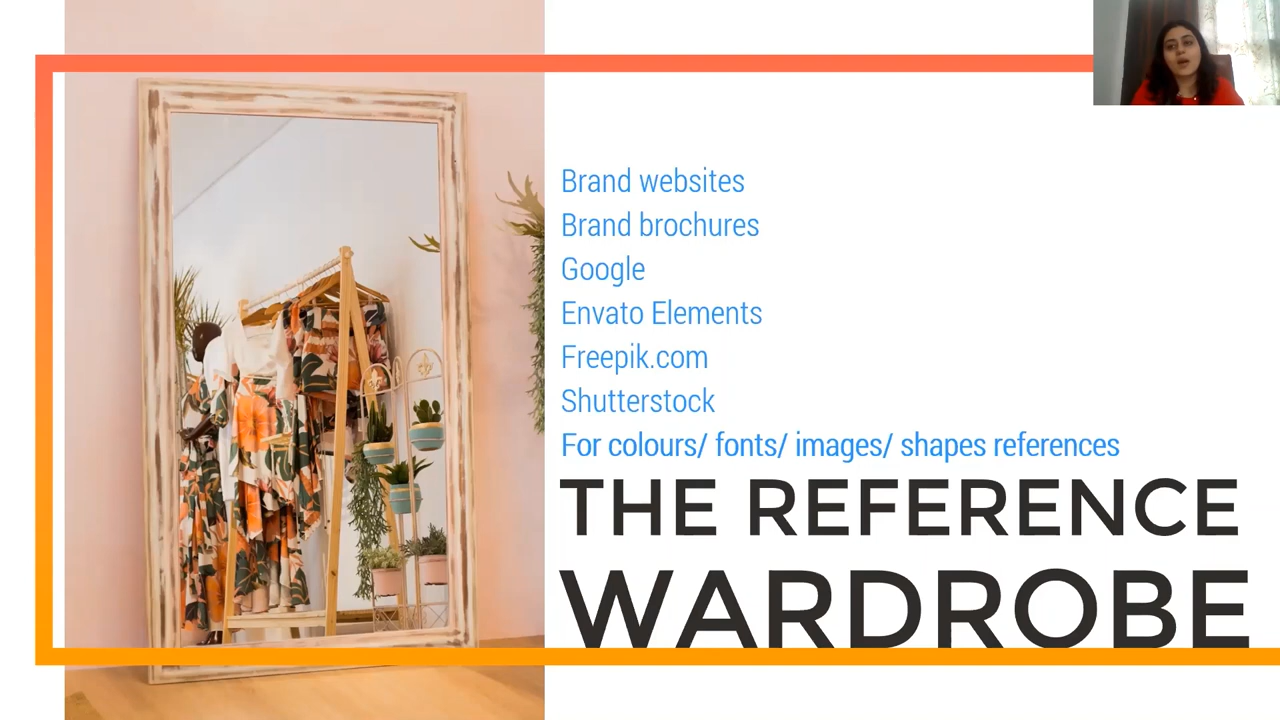 Brand websites
Brand brochures
Google
Envato Elements
Freepik.com
Shutterstock
For colours/ fonts/ images/ shapes references
THE REFERENCE
WARDROBE